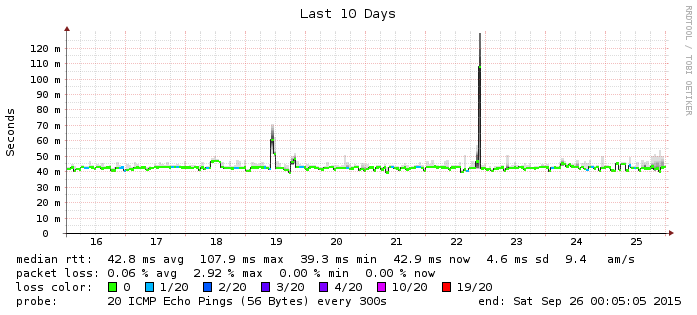 Last 10 Days
RRDTOOL / TOBI OETIKER
Seconds
120 m
110 m
100 m
90 m
80 m
70 m
60 m
50 m
40 m
30 m
20 m
10 m
0 m
16 17 18 19 20 21 22 23 24 25
median rtt: 42.8 ms avg 107.9 ms max 39.3 ms min 42.9 ms now 4.6 ms sd 9.4 am/s
packet loss: 0.06 % avg 2.92 % max 0.00 % min 0.00 % now
loss color: 0 1/20 2/20 3/20 4/20 10/20 19/20
probe: 20 ICMP Echo Pings (56 Bytes) every 300s end: Sat Sep 26 00:05:05 2015